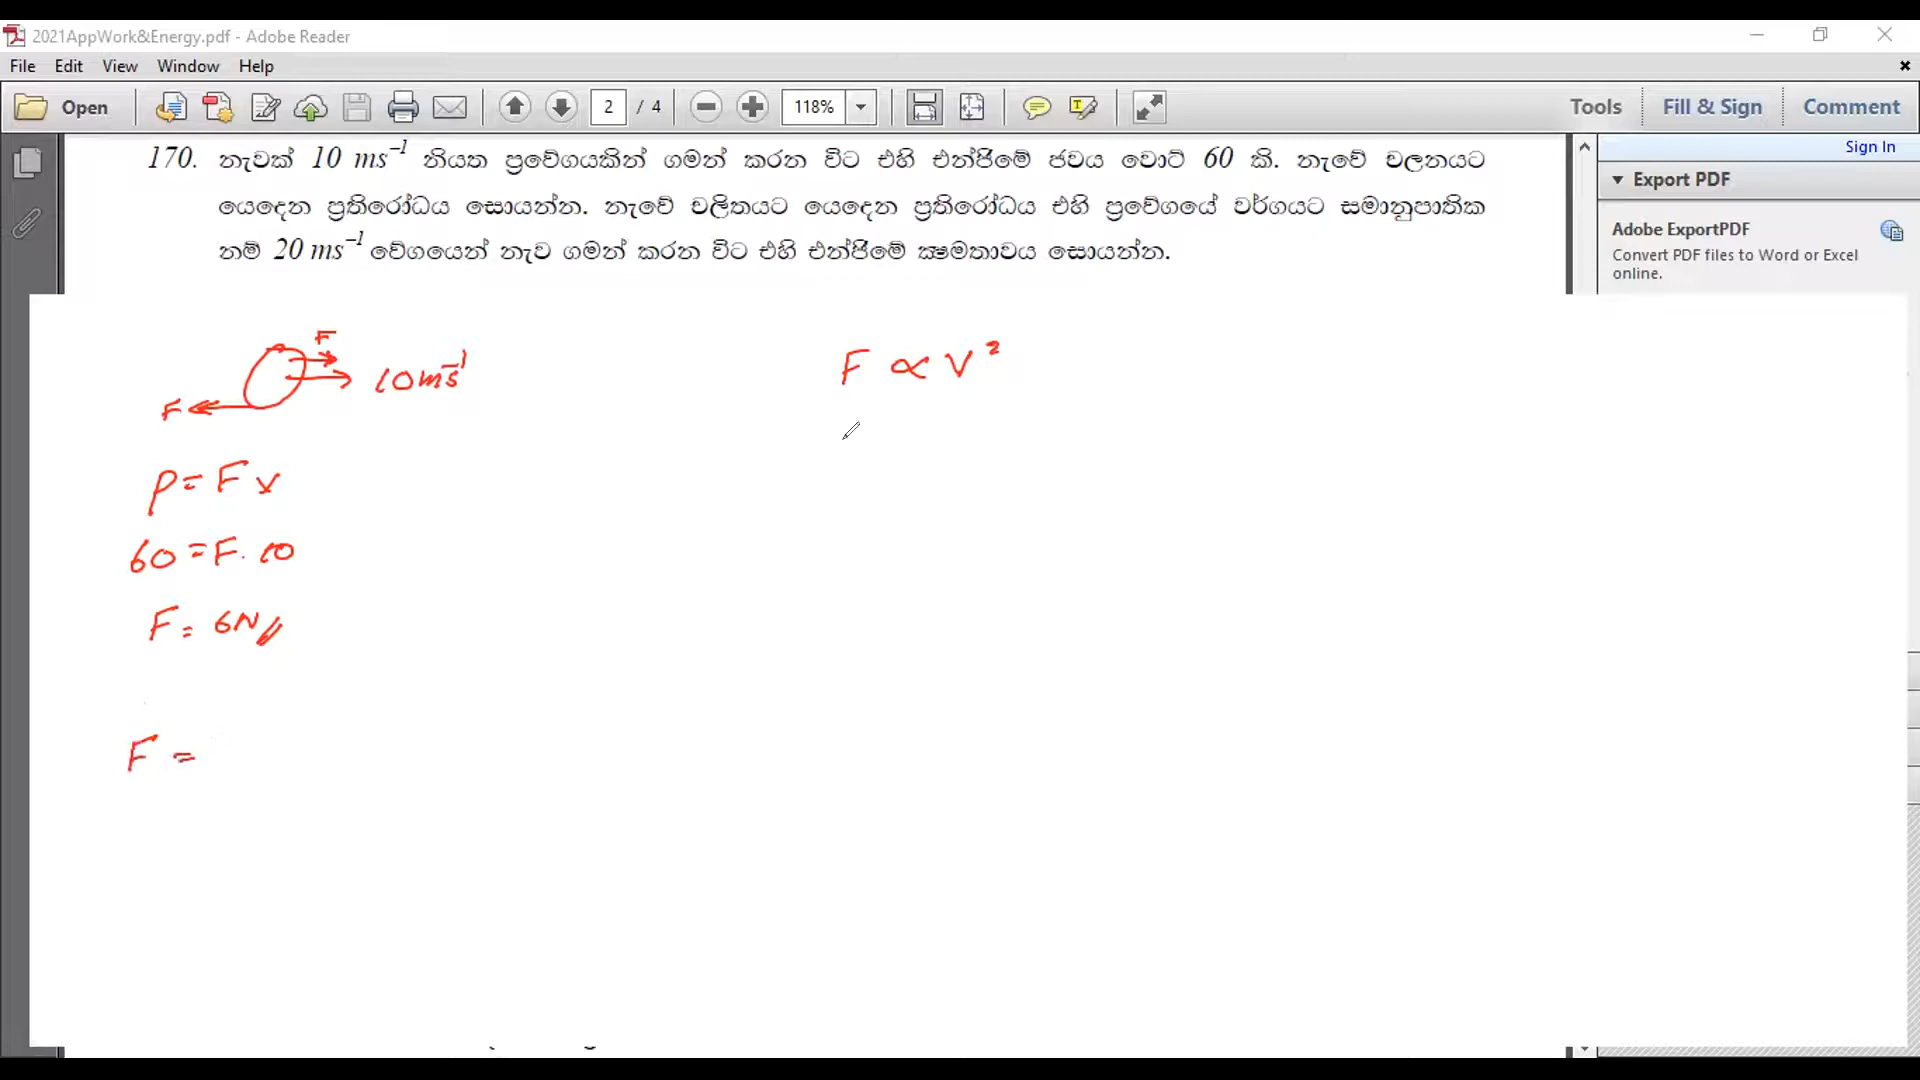 2021AppWork&Energy.pdf - Adobe Reader
File Edit View Window Help
Open 2 / 4 118% Tools Fill & Sign Comment
Sign In
Export PDF
Adobe ExportPDF
Convert PDF files to Word or Excel
online.
170. නැවක් 10 ms⁻¹ නියත ප්‍රවේගයකින් ගමන් කරන විට එහි එන්ජිමේ ජවය වොට් 60 කි. නැවේ චලනයට
යෙදෙන ප්‍රතිරෝධය සොයන්න. නැවේ චලිතයට යෙදෙන ප්‍රතිරෝධය එහි ප්‍රවේගයේ වර්ගයට සමානුපාතික
නම් 20 ms⁻¹ වේගයෙන් නැව ගමන් කරන විට එහි එන්ජිමේ ක්‍ෂමතාවය සොයන්න.
F
10ms⁻¹
F
P = F v
60 = F. 10
F = 6N
F =
F ∝ V²